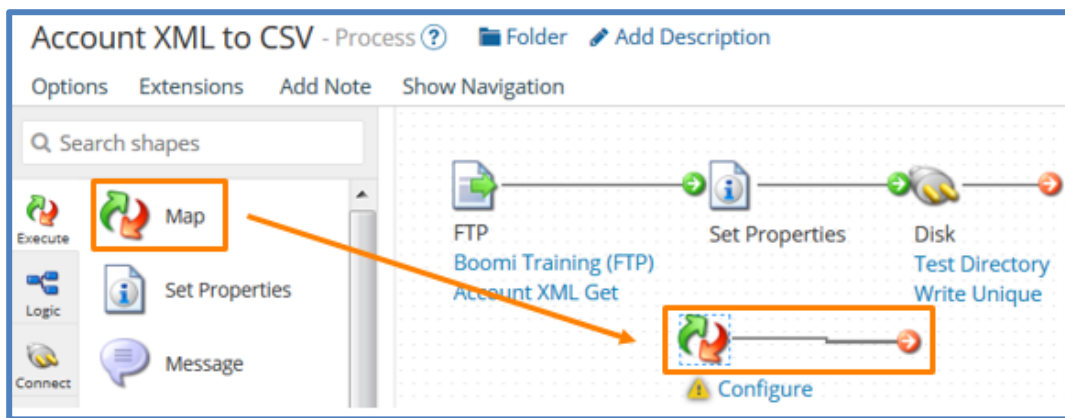 Account XML to CSV - Process ? Folder Add Description
Options Extensions Add Note Show Navigation
Search shapes
Execute
Map
Set Properties
Logic
Message
Connect
FTP
Boomi Training (FTP)
Account XML Get
Set Properties
Disk
Test Directory
Write Unique
Configure